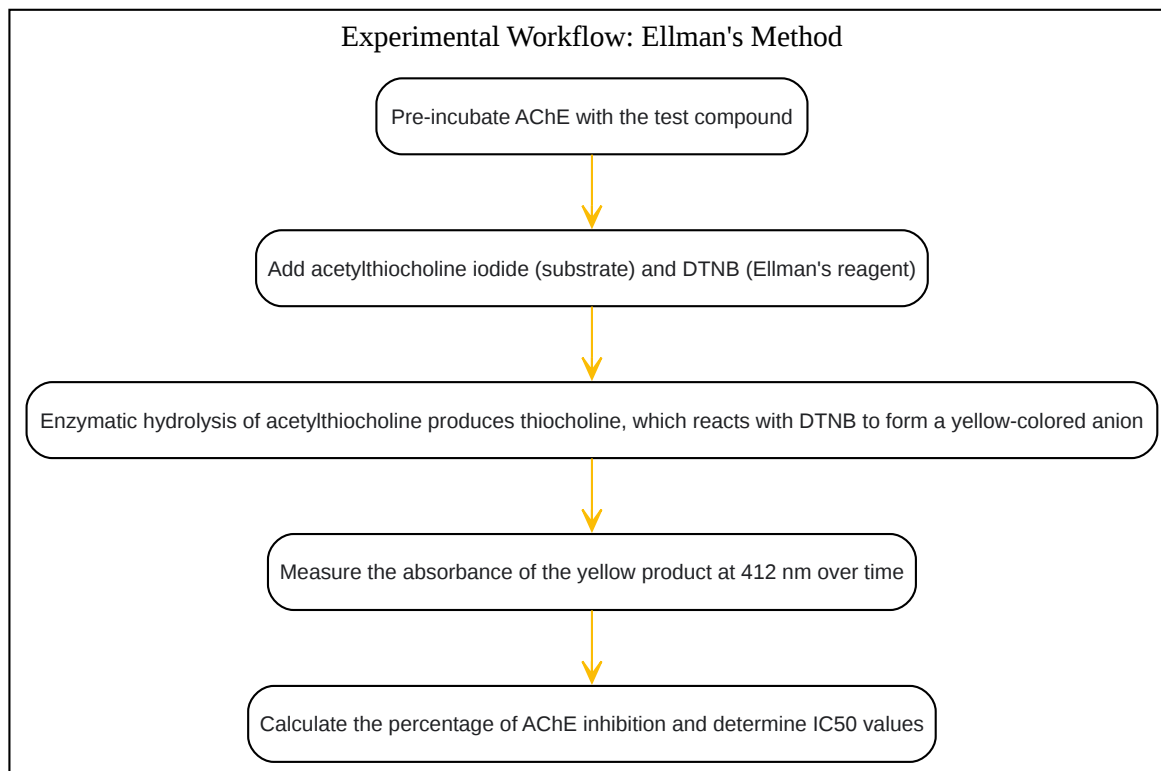 Experimental Workflow: Ellman's Method
Pre-incubate AChE with the test compound
Add acetylthiocholine iodide (substrate) and DTNB (Ellman's reagent)
Enzymatic hydrolysis of acetylthiocholine produces thiocholine, which reacts with DTNB to form a yellow-colored anion
Measure the absorbance of the yellow product at 412 nm over time
Calculate the percentage of AChE inhibition and determine IC50 values